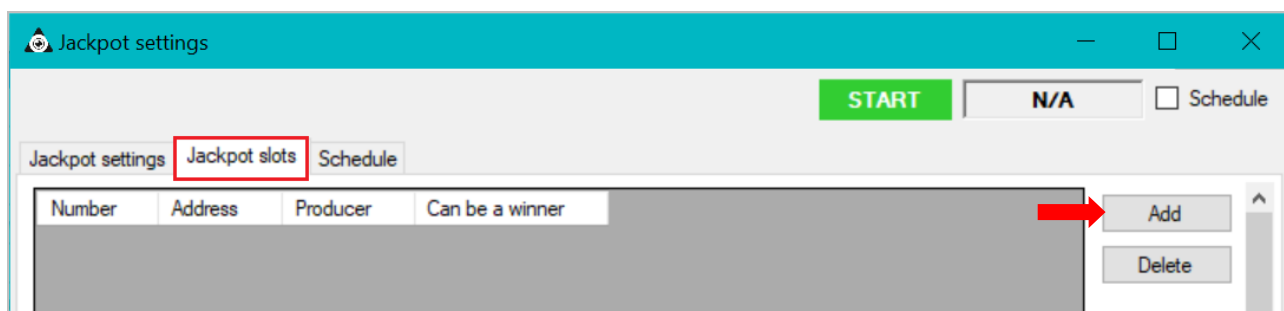 Jackpot settings
START N/A Schedule
Jackpot settings Jackpot slots Schedule
Number Address Producer Can be a winner
Add
Delete